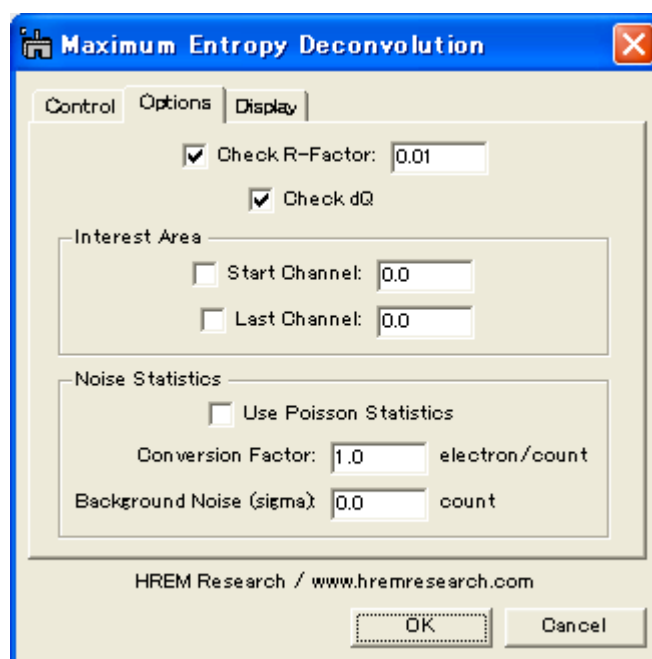 Maximum Entropy Deconvolution
Control Options Display
Check R-Factor: 0.01
Check dQ
Interest Area
Start Channel: 0.0
Last Channel: 0.0
Noise Statistics
Use Poisson Statistics
Conversion Factor: 1.0 electron/count
Background Noise (sigma): 0.0 count
HREM Research / www.hremresearch.com
OK Cancel